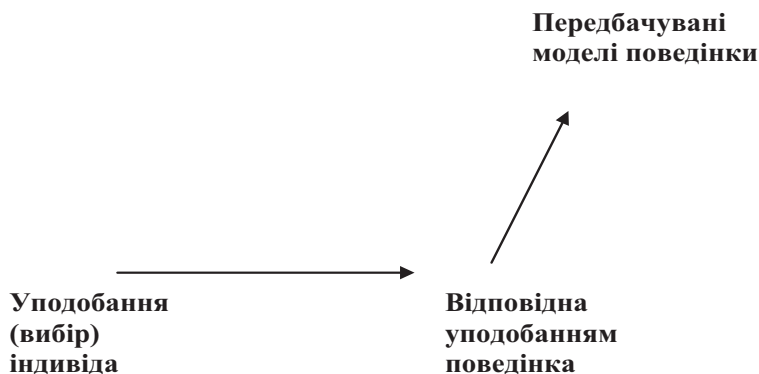 Передбачувані
моделі поведінки
Уподобання
(вибір)
індивіда
Відповідна
уподобанням
поведінка